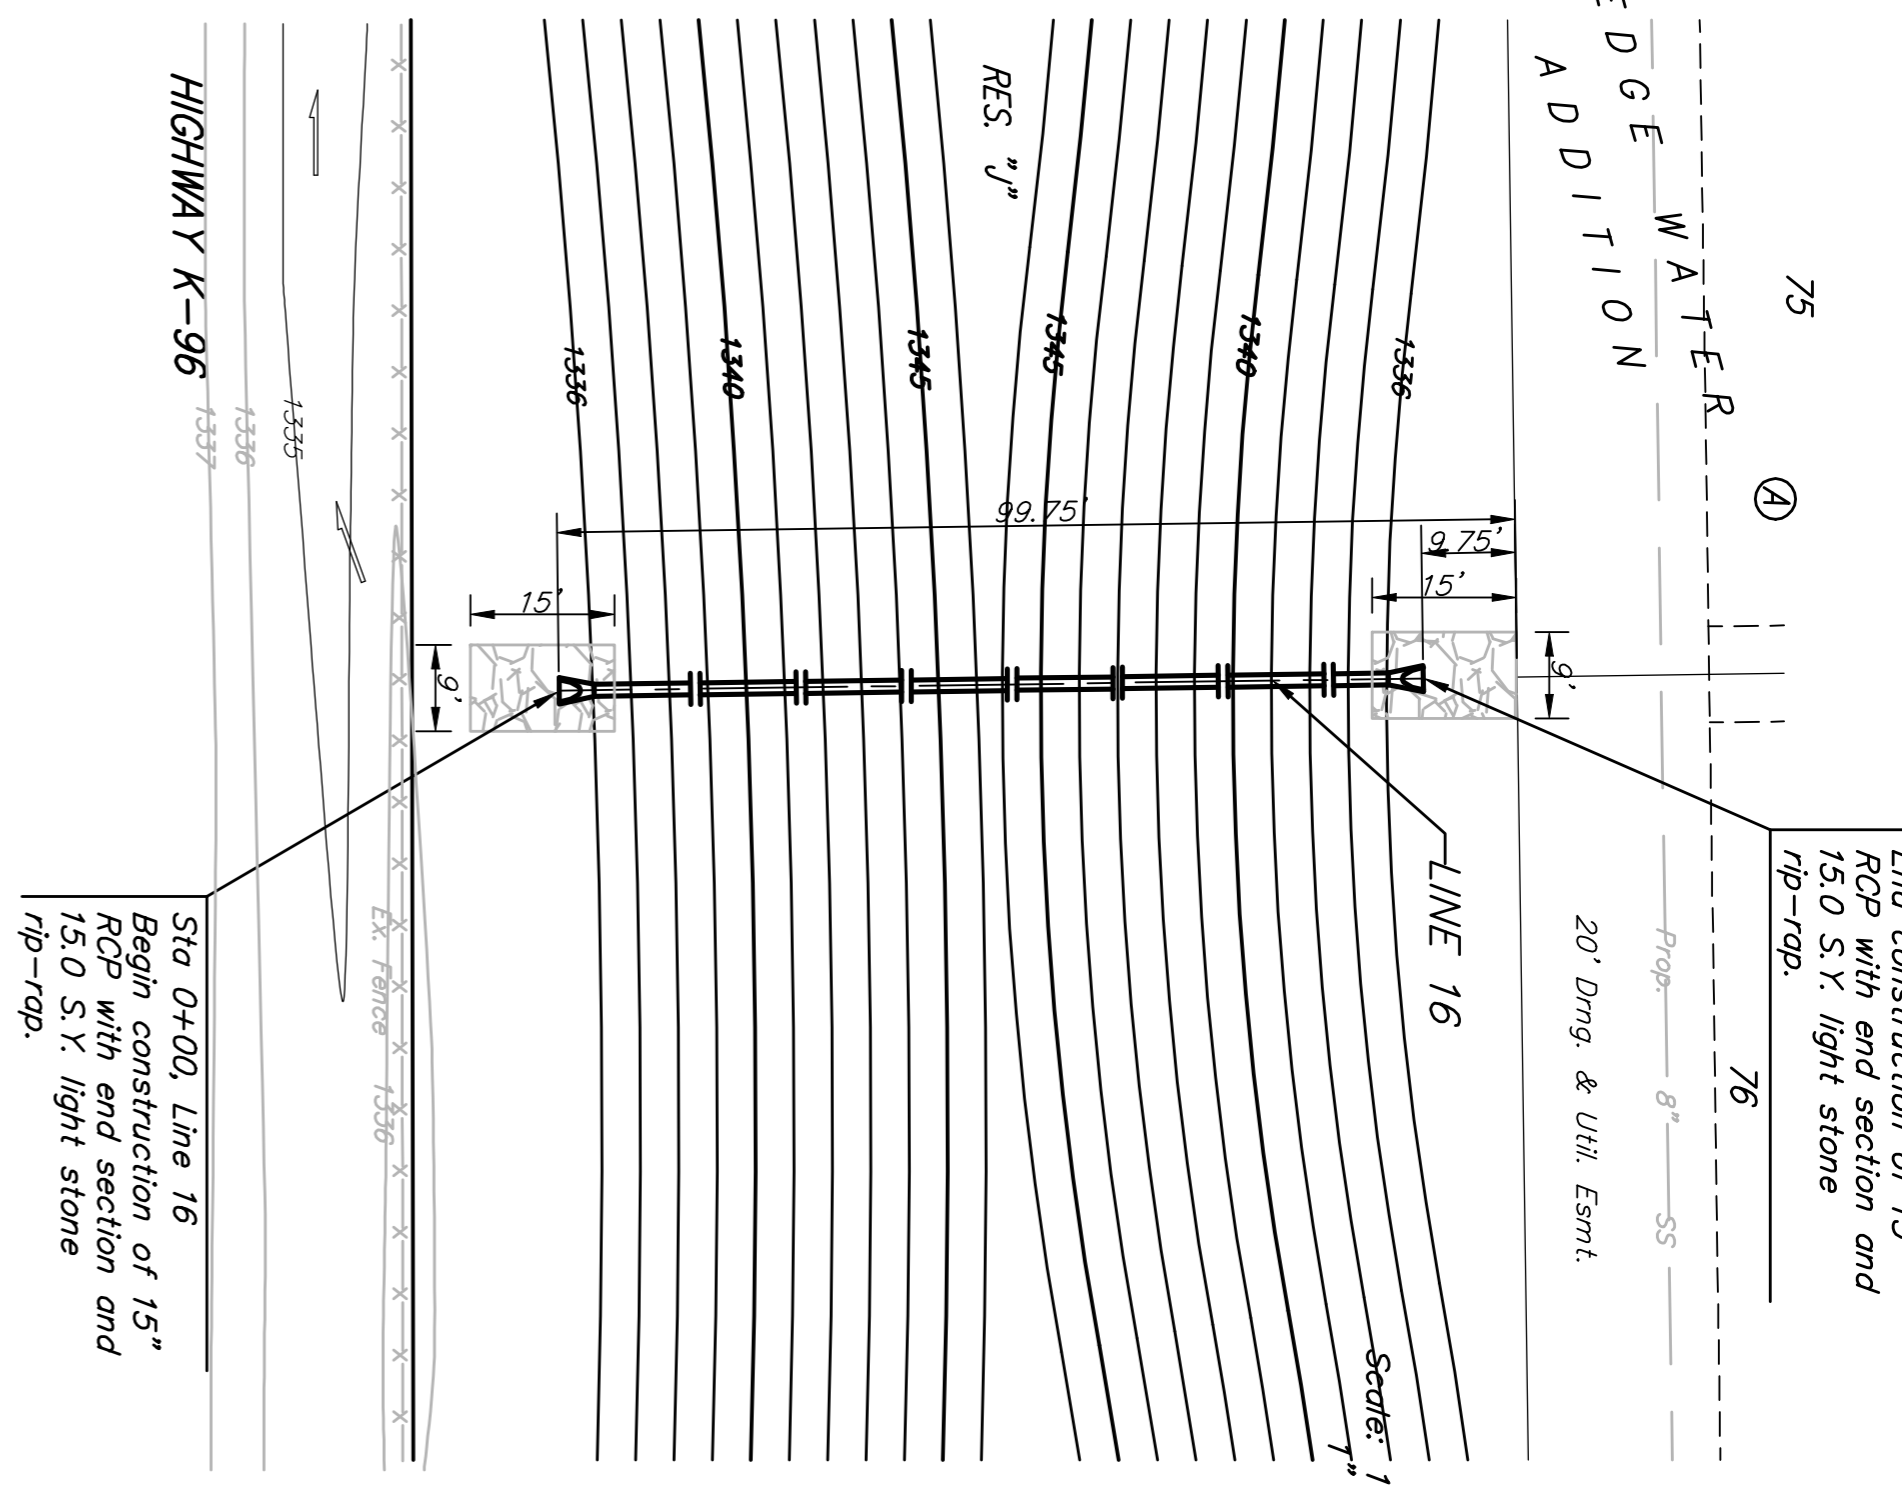 EDGE WATER
ADDITION
75
A
76
HIGHWAY K-96
1337
1336
1335
1336
1340
1345
1345
1340
1336
RES. "J"
99.75'
9.75'
15'
15'
9'
9'
LINE 16
20' Drng. & Util. Esmt.
Prop. 8" SS
Ex. Fence
1336
RCP with end section and
15.0 S.Y. light stone
rip-rap.
Sta 0+00, Line 16
Begin construction of 15"
RCP with end section and
15.0 S.Y. light stone
rip-rap.
Scale: 1
1"